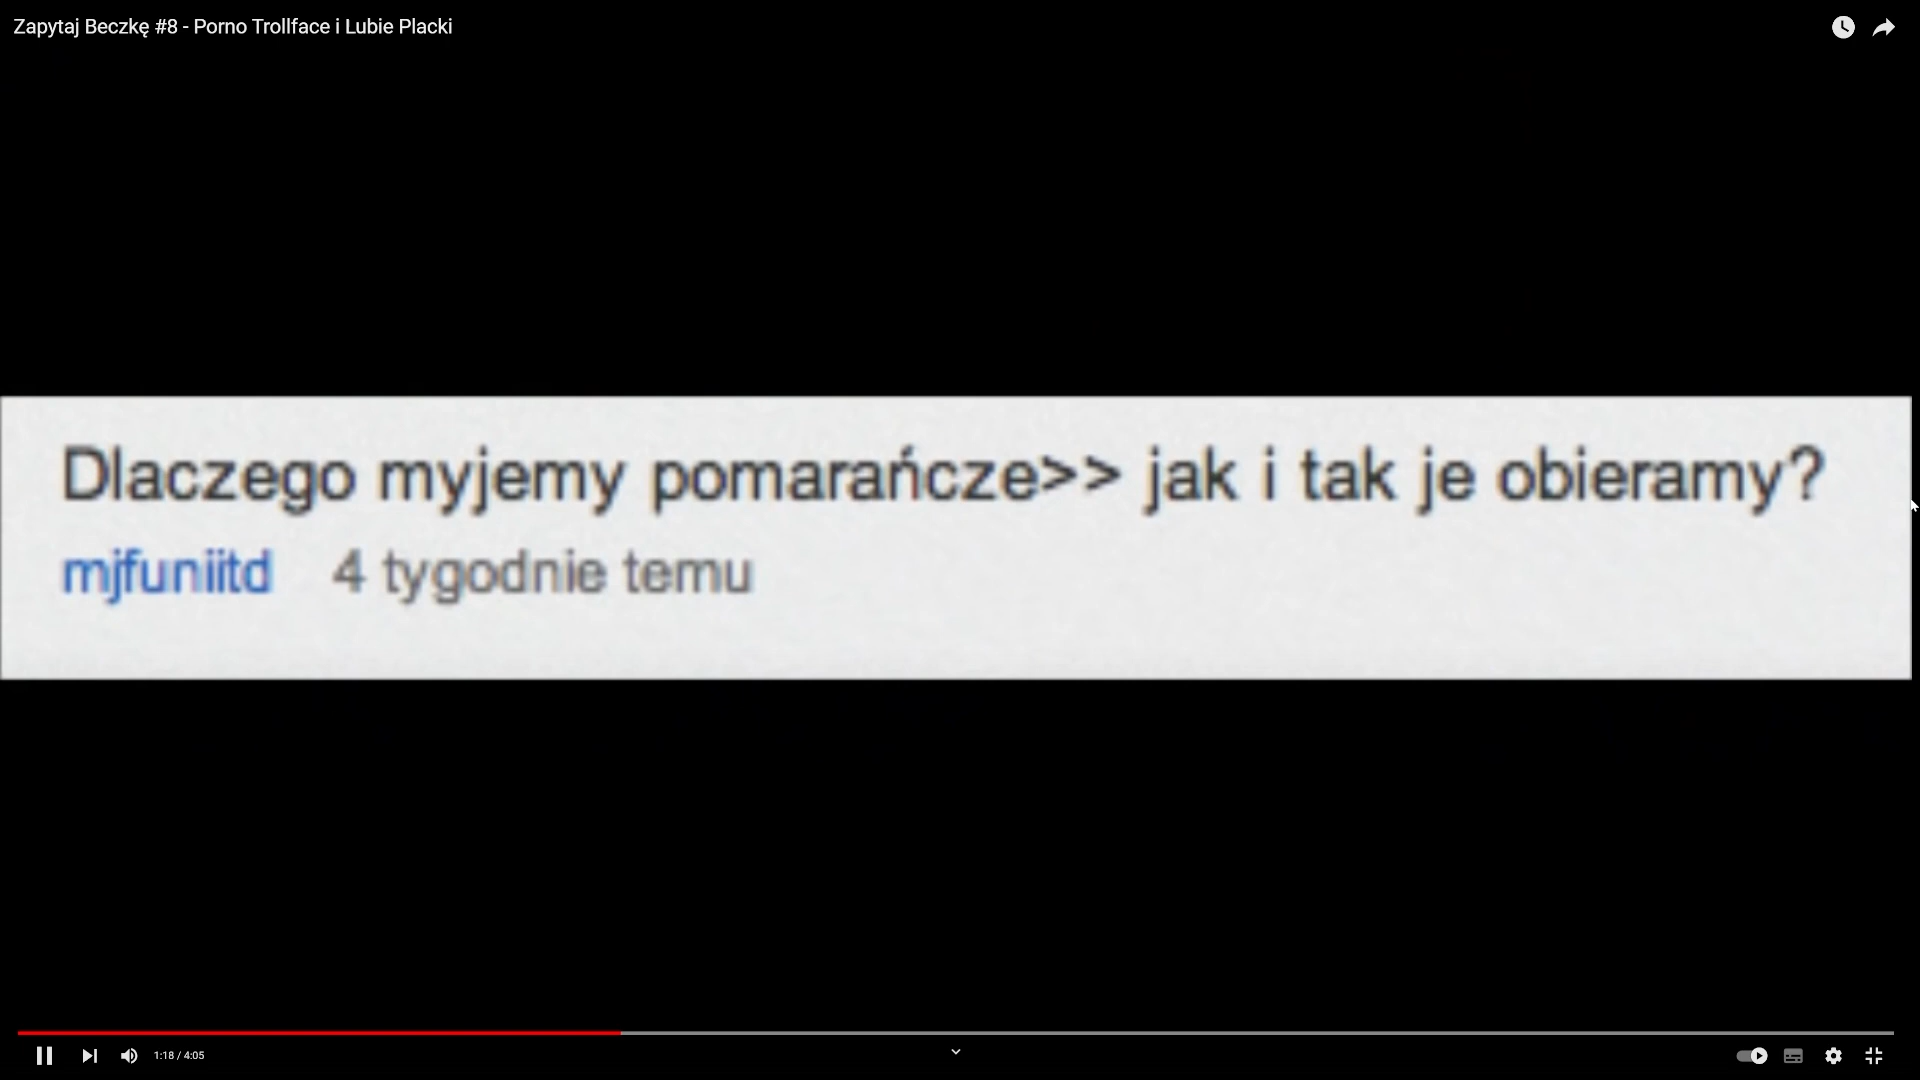 Zapytaj Beczkę #8 - Porno Trollface i Lubie Placki
Dlaczego myjemy pomarańcze>> jak i tak je obieramy?
mjfuniitd 4 tygodnie temu
1:18 / 4:05